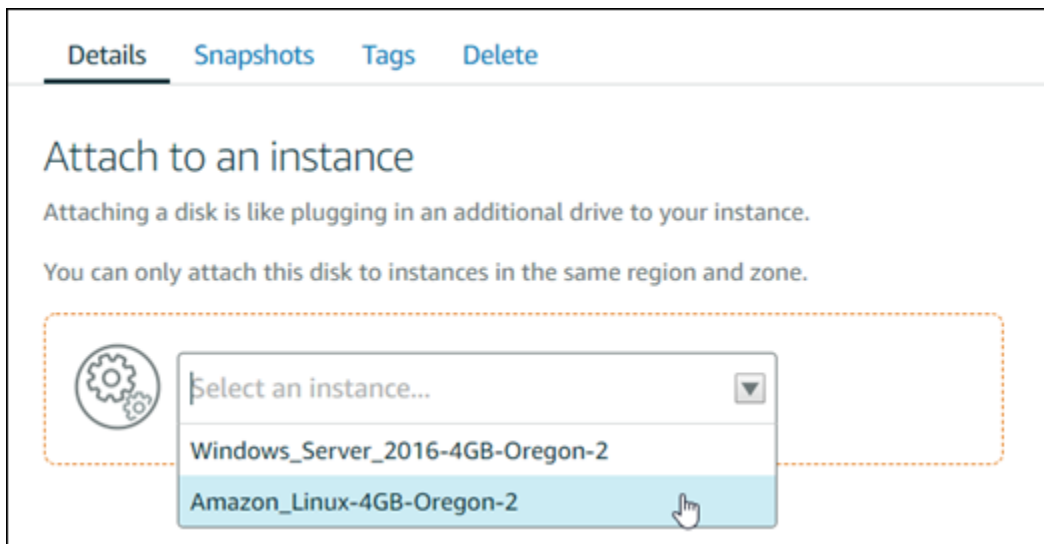 Details Snapshots Tags Delete
Attach to an instance
Attaching a disk is like plugging in an additional drive to your instance.
You can only attach this disk to instances in the same region and zone.
Select an instance...
Windows_Server_2016-4GB-Oregon-2
Amazon_Linux-4GB-Oregon-2